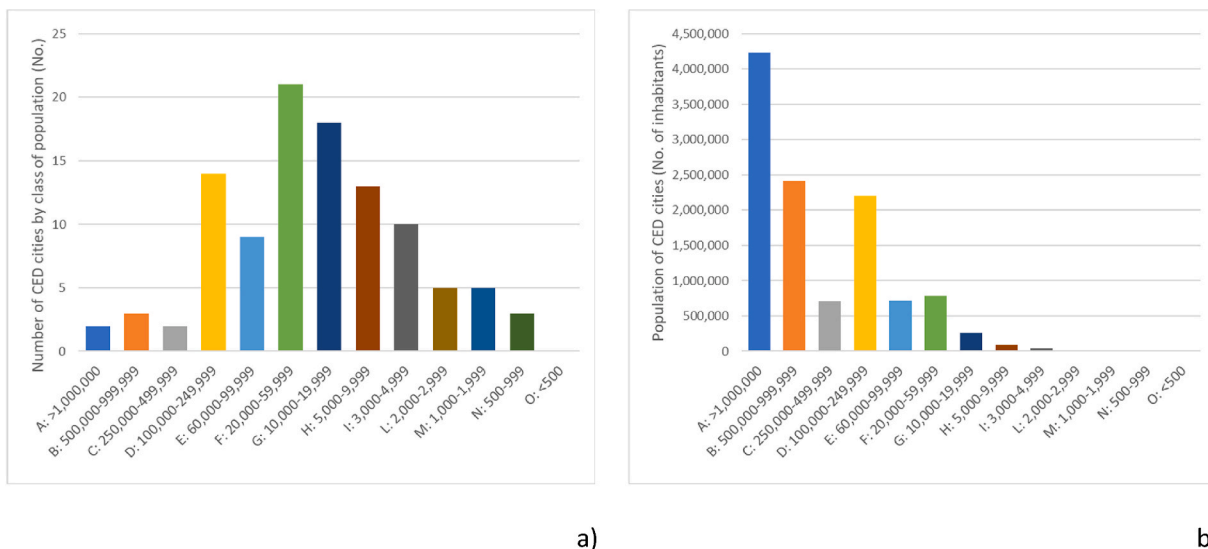 Number of CED cities by class of population (No.)
25
20
15
10
5
0
A: >1,000,000
B: 500,000-999,999
C: 250,000-499,999
D: 100,000-249,999
E: 60,000-99,999
F: 20,000-59,999
G: 10,000-19,999
H: 5,000-9,999
I: 3,000-4,999
L: 2,000-2,999
M: 1,000-1,999
N: 500-999
O: <500
a)
Population of CED cities (No. of inhabitants)
4,500,000
4,000,000
3,500,000
3,000,000
2,500,000
2,000,000
1,500,000
1,000,000
500,000
0
A: >1,000,000
B: 500,000-999,999
C: 250,000-499,999
D: 100,000-249,999
E: 60,000-99,999
F: 20,000-59,999
G: 10,000-19,999
H: 5,000-9,999
I: 3,000-4,999
L: 2,000-2,999
M: 1,000-1,999
N: 500-999
O: <500
b